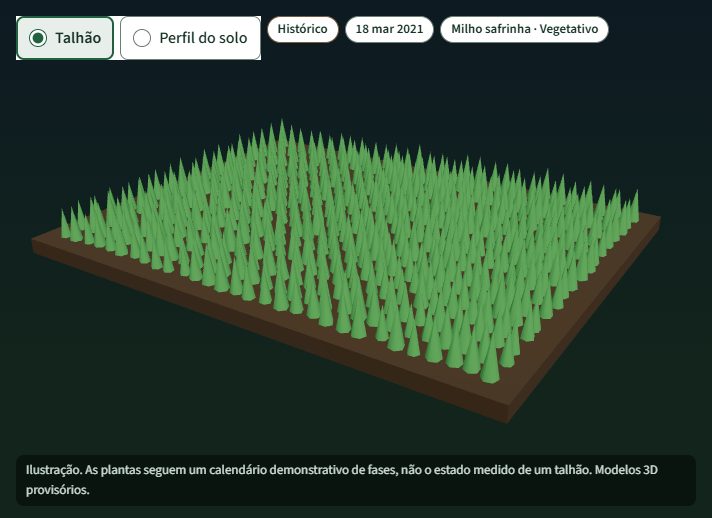 Talhão
Perfil do solo
Histórico
18 mar 2021
Milho safrinha · Vegetativo
Ilustração. As plantas seguem um calendário demonstrativo de fases, não o estado medido de um talhão. Modelos 3D
provisórios.